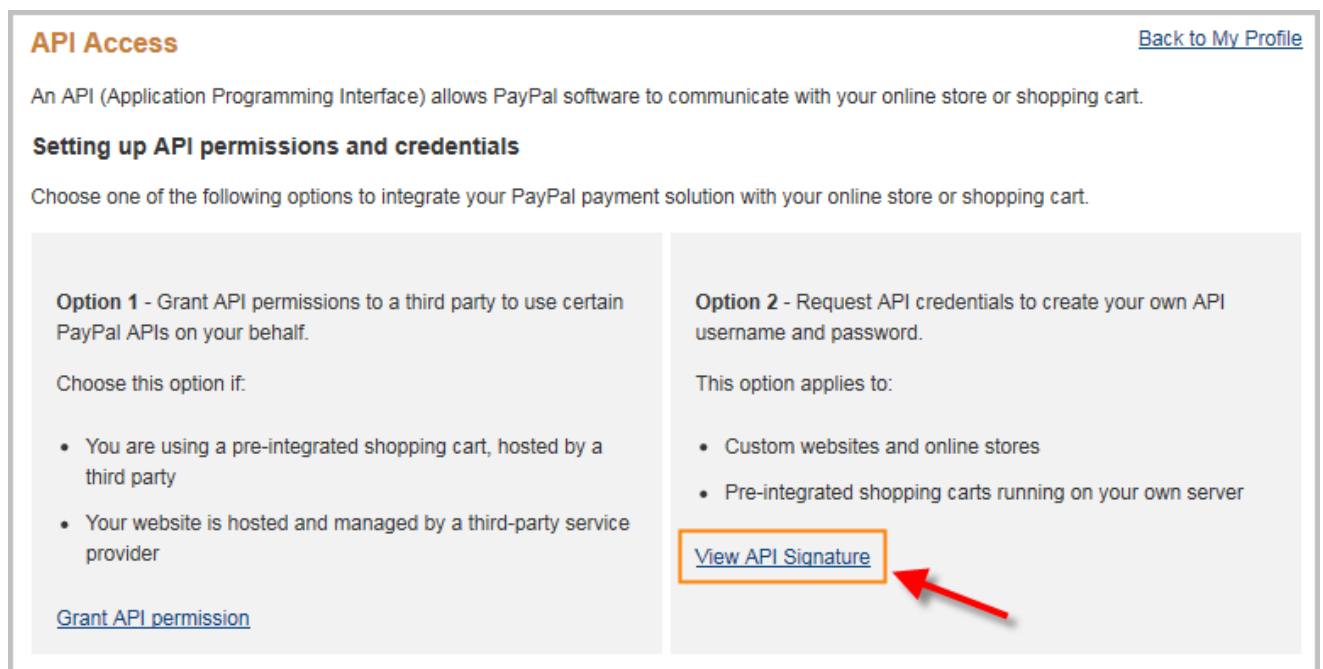 API Access
Back to My Profile
An API (Application Programming Interface) allows PayPal software to communicate with your online store or shopping cart.
Setting up API permissions and credentials
Choose one of the following options to integrate your PayPal payment solution with your online store or shopping cart.
Option 1 - Grant API permissions to a third party to use certain
PayPal APIs on your behalf.
Choose this option if:
• You are using a pre-integrated shopping cart, hosted by a
third party
• Your website is hosted and managed by a third-party service
provider
Grant API permission
Option 2 - Request API credentials to create your own API
username and password.
This option applies to:
• Custom websites and online stores
• Pre-integrated shopping carts running on your own server
View API Signature